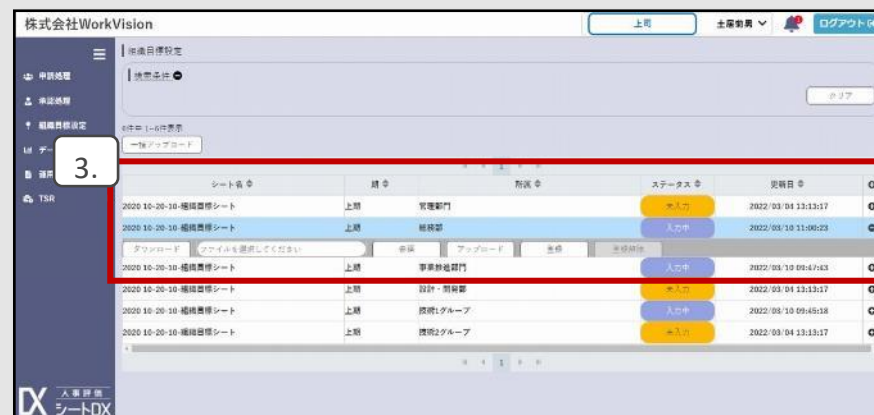 株式会社WorkVision
上司 土屋前男 ログアウト
組織目標設定
検索条件
クリア
申請処理
承認処理
組織目標設定
TSR
6件中 1~6件表示
一括アップロード
3.
1
シート名 期 所属 ステータス 更新日
2020 10-20-10-組織目標シート 上期 管理部門 未入力 2022/03/04 13:13:17
2020 10-20-10-組織目標シート 上期 総務部 入力中 2022/03/10 11:00:23
ダウンロード ファイルを選択してください 参照 アップロード 登録 登録解除
2020 10-20-10-組織目標シート 上期 事業推進部門 入力中 2022/03/10 09:47:43
2020 10-20-10-組織目標シート 上期 設計・開発部 未入力 2022/03/04 13:13:17
2020 10-20-10-組織目標シート 上期 技術1グループ 入力中 2022/03/10 09:45:18
2020 10-20-10-組織目標シート 上期 技術2グループ 未入力 2022/03/04 13:13:17
1
DX 人事評価
シートDX